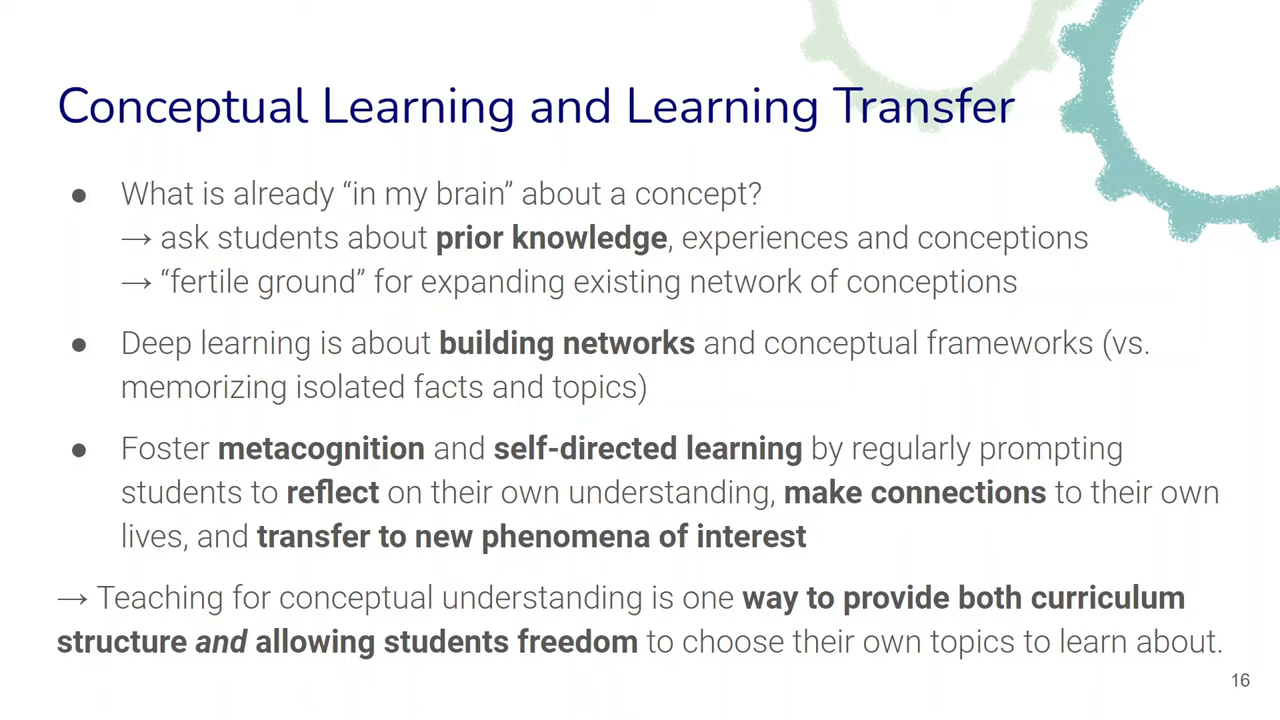 Conceptual Learning and Learning Transfer
● What is already “in my brain” about a concept?
→ ask students about prior knowledge, experiences and conceptions
→ “fertile ground” for expanding existing network of conceptions
● Deep learning is about building networks and conceptual frameworks (vs.
memorizing isolated facts and topics)
● Foster metacognition and self-directed learning by regularly prompting
students to reflect on their own understanding, make connections to their own
lives, and transfer to new phenomena of interest
→ Teaching for conceptual understanding is one way to provide both curriculum
structure and allowing students freedom to choose their own topics to learn about.
16